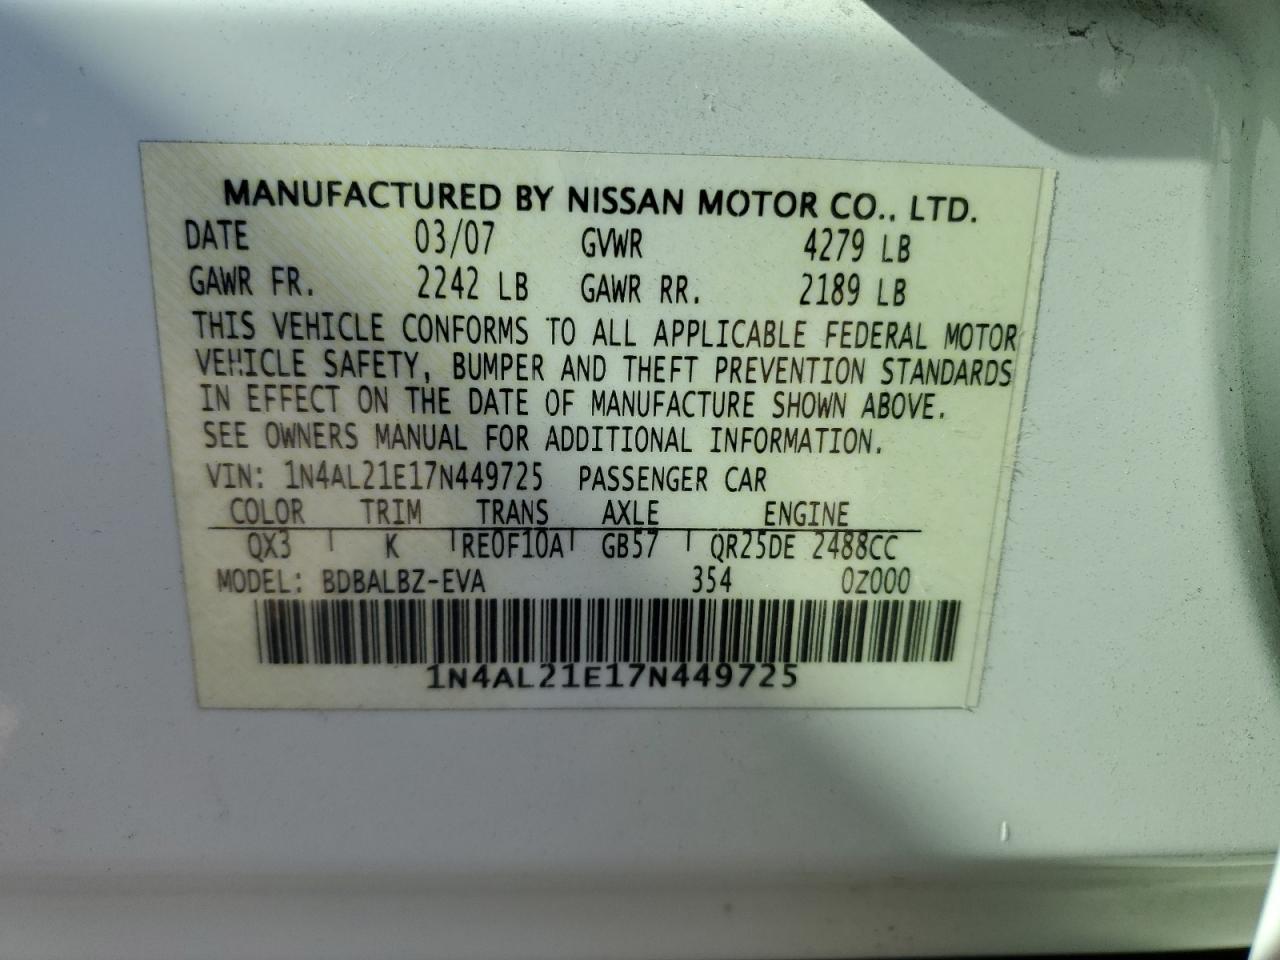 MANUFACTURED BY NISSAN MOTOR CO., LTD.
DATE 03/07 GVWR 4279 LB
GAWR FR. 2242 LB GAWR RR. 2189 LB
THIS VEHICLE CONFORMS TO ALL APPLICABLE FEDERAL MOTOR
VEHICLE SAFETY, BUMPER AND THEFT PREVENTION STANDARDS
IN EFFECT ON THE DATE OF MANUFACTURE SHOWN ABOVE.
SEE OWNERS MANUAL FOR ADDITIONAL INFORMATION.
VIN: 1N4AL21E17N449725 PASSENGER CAR
COLOR TRIM TRANS AXLE ENGINE
QX3 K RE0F10A GB57 QR25DE 2488CC
MODEL: BDBALBZ-EVA 354 0Z000
1N4AL21E17N449725